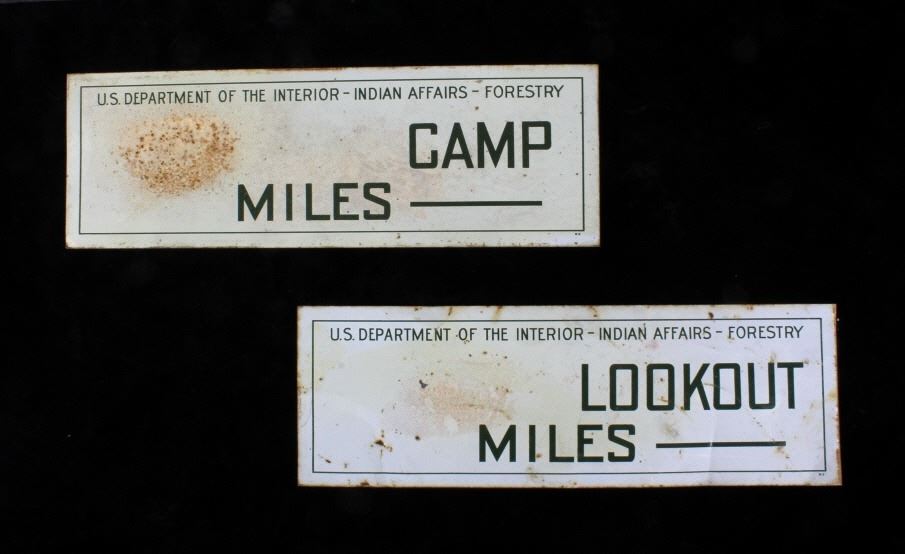 U.S. DEPARTMENT OF THE INTERIOR - INDIAN AFFAIRS - FORESTRY
CAMP
MILES
U.S. DEPARTMENT OF THE INTERIOR - INDIAN AFFAIRS - FORESTRY
LOOKOUT
MILES